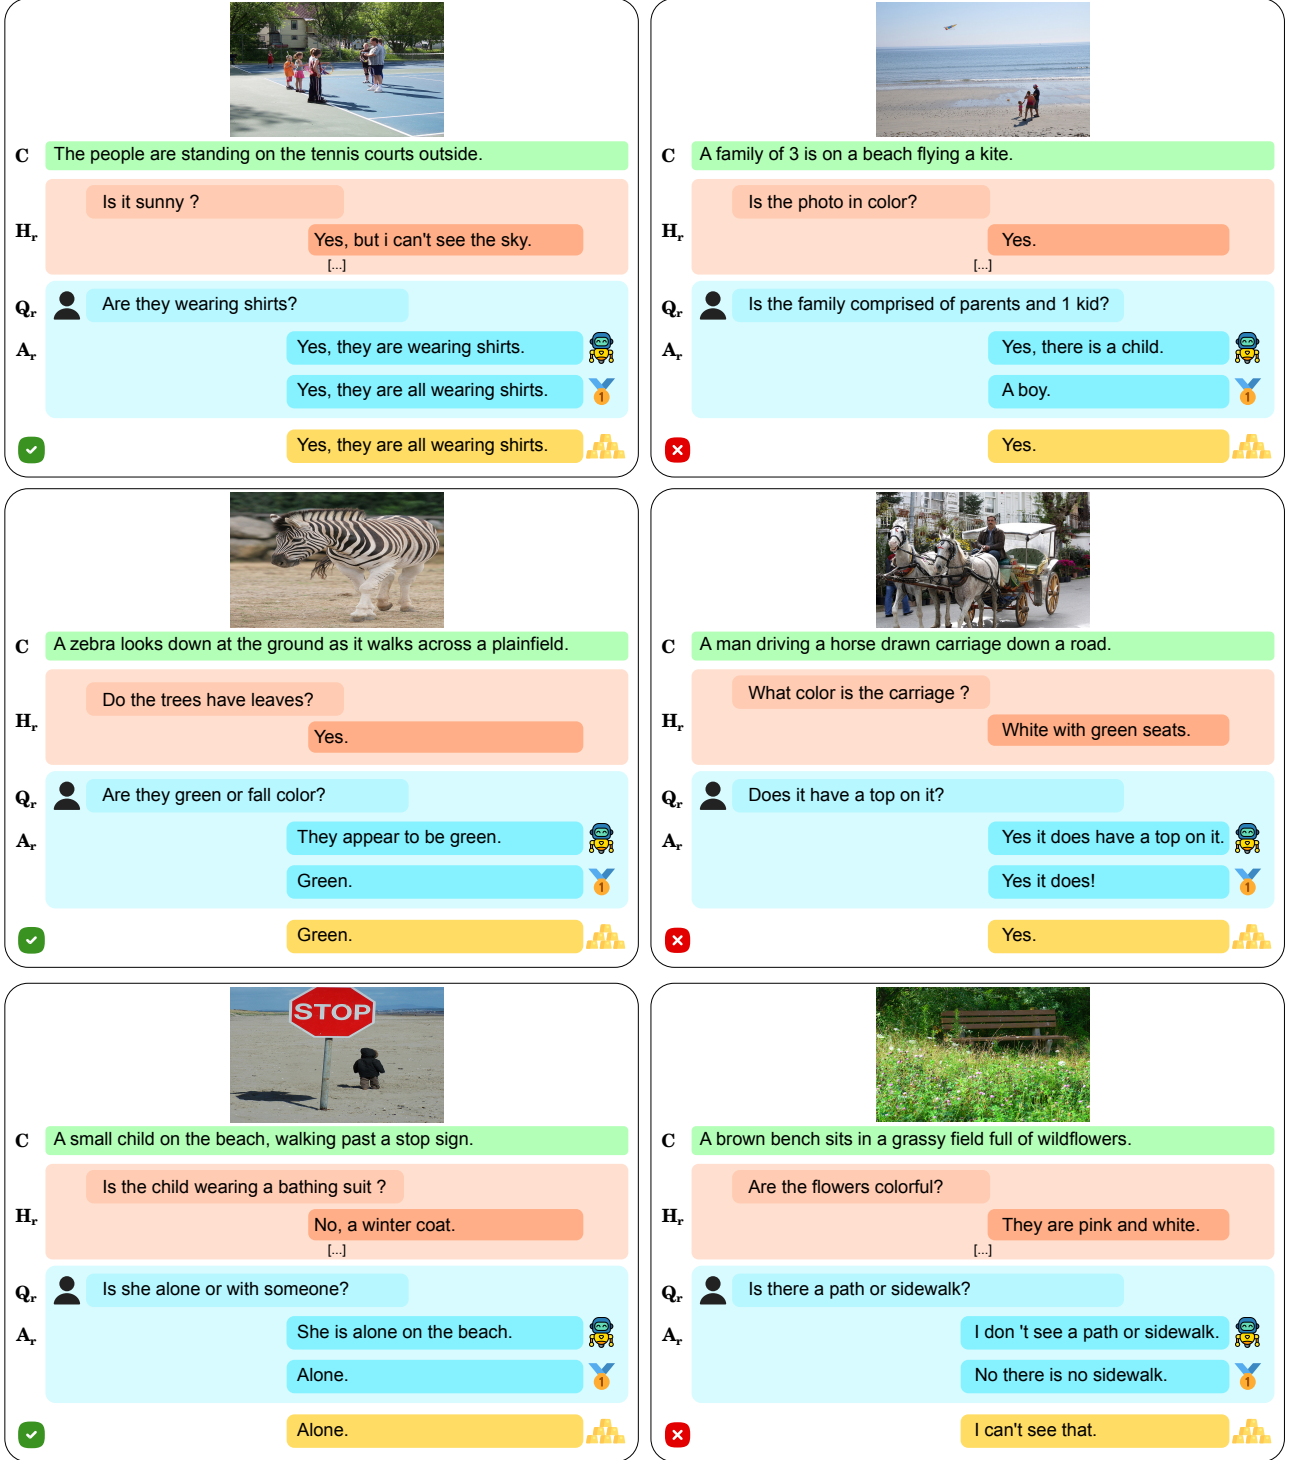 C The people are standing on the tennis courts outside.
Hr
Is it sunny ?
Yes, but i can't see the sky.
[...]
Qr Are they wearing shirts?
Ar Yes, they are wearing shirts.
Yes, they are all wearing shirts.
1
Yes, they are all wearing shirts.
C A family of 3 is on a beach flying a kite.
Hr
Is the photo in color?
Yes.
[...]
Qr Is the family comprised of parents and 1 kid?
Ar Yes, there is a child.
A boy.
1
Yes.
C A zebra looks down at the ground as it walks across a plainfield.
Hr
Do the trees have leaves?
Yes.
Qr Are they green or fall color?
Ar They appear to be green.
Green.
1
Green.
C A man driving a horse drawn carriage down a road.
Hr
What color is the carriage ?
White with green seats.
Qr Does it have a top on it?
Ar Yes it does have a top on it.
Yes it does!
1
Yes.
STOP
C A small child on the beach, walking past a stop sign.
Hr
Is the child wearing a bathing suit ?
No, a winter coat.
[...]
Qr Is she alone or with someone?
Ar She is alone on the beach.
Alone.
1
Alone.
C A brown bench sits in a grassy field full of wildflowers.
Hr
Are the flowers colorful?
They are pink and white.
[...]
Qr Is there a path or sidewalk?
Ar I don 't see a path or sidewalk.
No there is no sidewalk.
1
I can't see that.